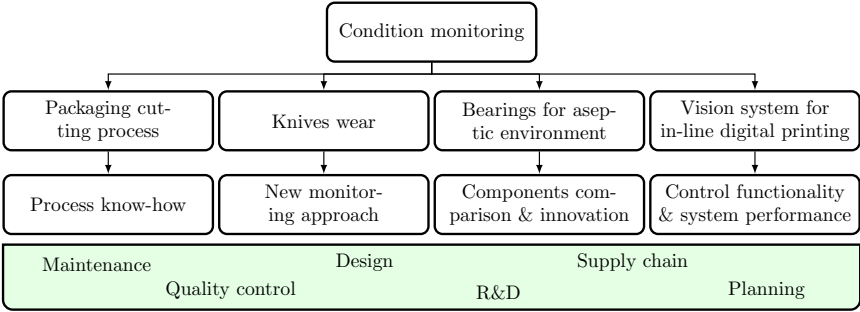 Condition monitoring
Packaging cut-
ting process
Knives wear
Bearings for asep-
tic environment
Vision system for
in-line digital printing
Process know-how
New monitor-
ing approach
Components com-
parison & innovation
Control functionality
& system performance
Maintenance
Design
Supply chain
Quality control
R&D
Planning